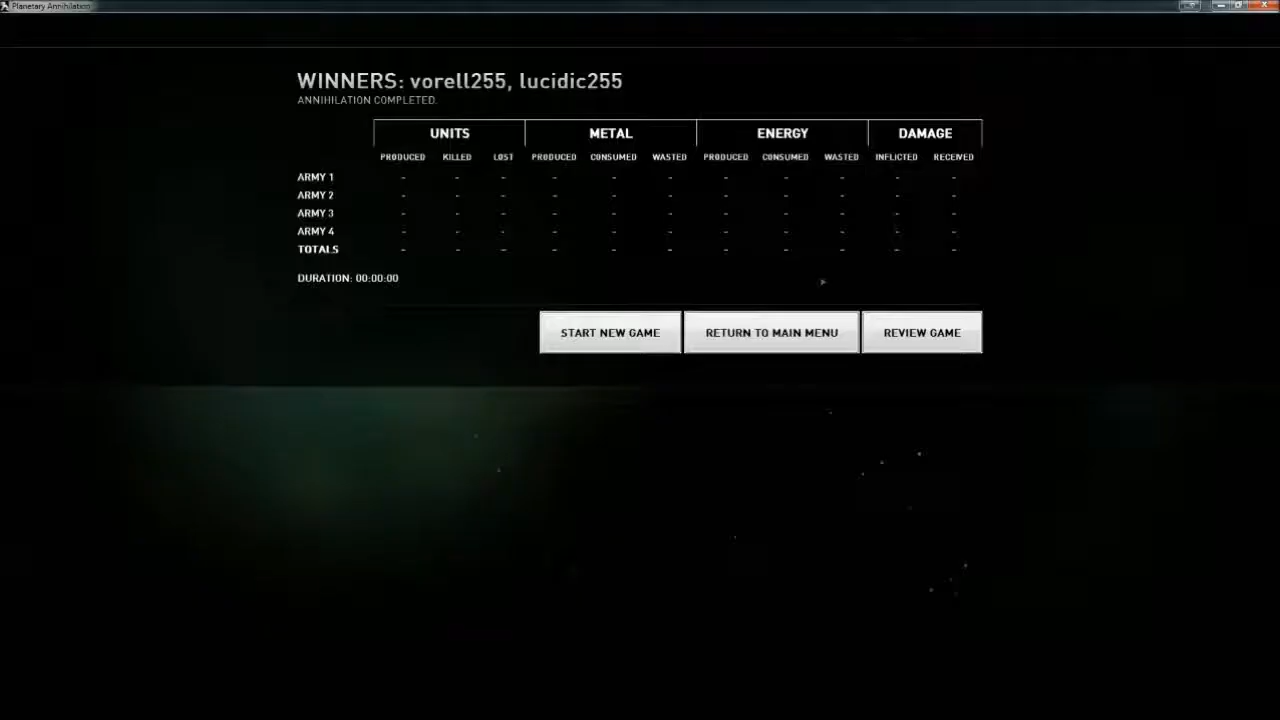 Planetary Annihilation
WINNERS: vorell255, lucidic255
ANNIHILATION COMPLETED.
UNITS METAL ENERGY DAMAGE
PRODUCED KILLED LOST PRODUCED CONSUMED WASTED PRODUCED CONSUMED WASTED INFLICTED RECEIVED
ARMY 1 - - - - - - - - - - -
ARMY 2 - - - - - - - - - - -
ARMY 3 - - - - - - - - - - -
ARMY 4 - - - - - - - - - - -
TOTALS - - - - - - - - - - -
DURATION: 00:00:00
START NEW GAME RETURN TO MAIN MENU REVIEW GAME